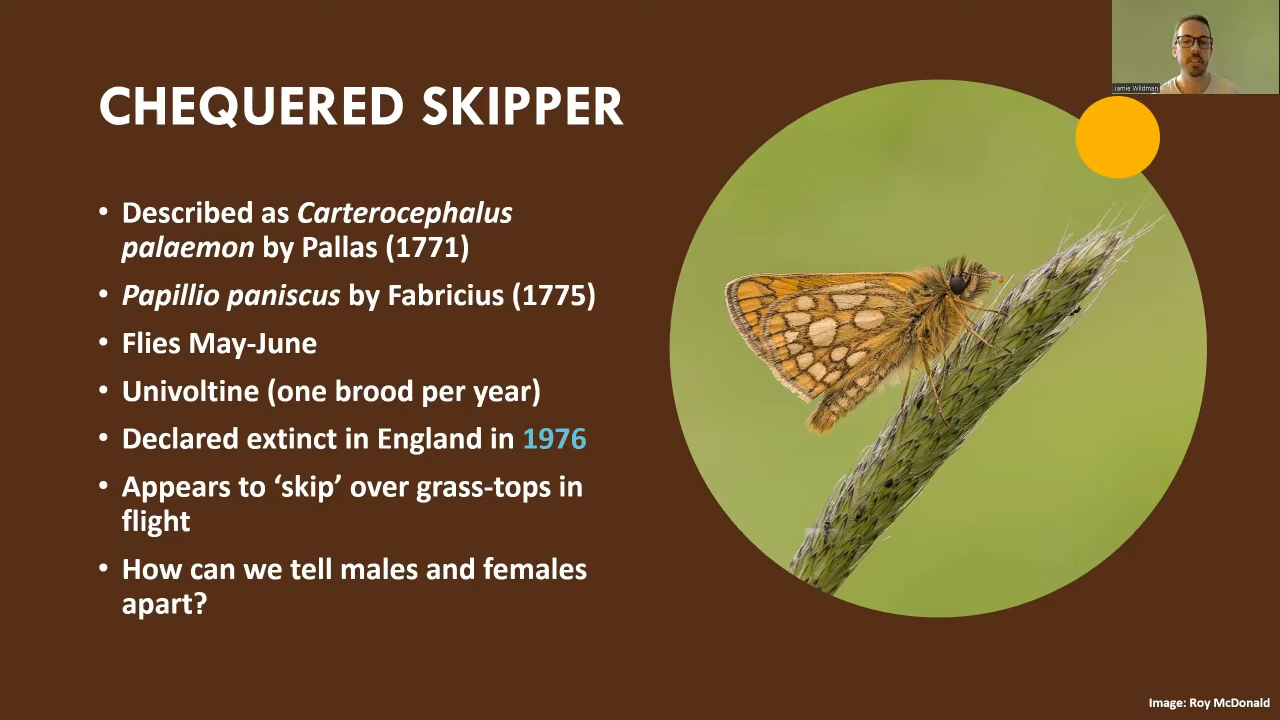 Jamie Wildman
CHEQUERED SKIPPER
• Described as Carterocephalus
palaemon by Pallas (1771)
• Papillio paniscus by Fabricius (1775)
• Flies May-June
• Univoltine (one brood per year)
• Declared extinct in England in 1976
• Appears to ‘skip’ over grass-tops in
flight
• How can we tell males and females
apart?
Image: Roy McDonald